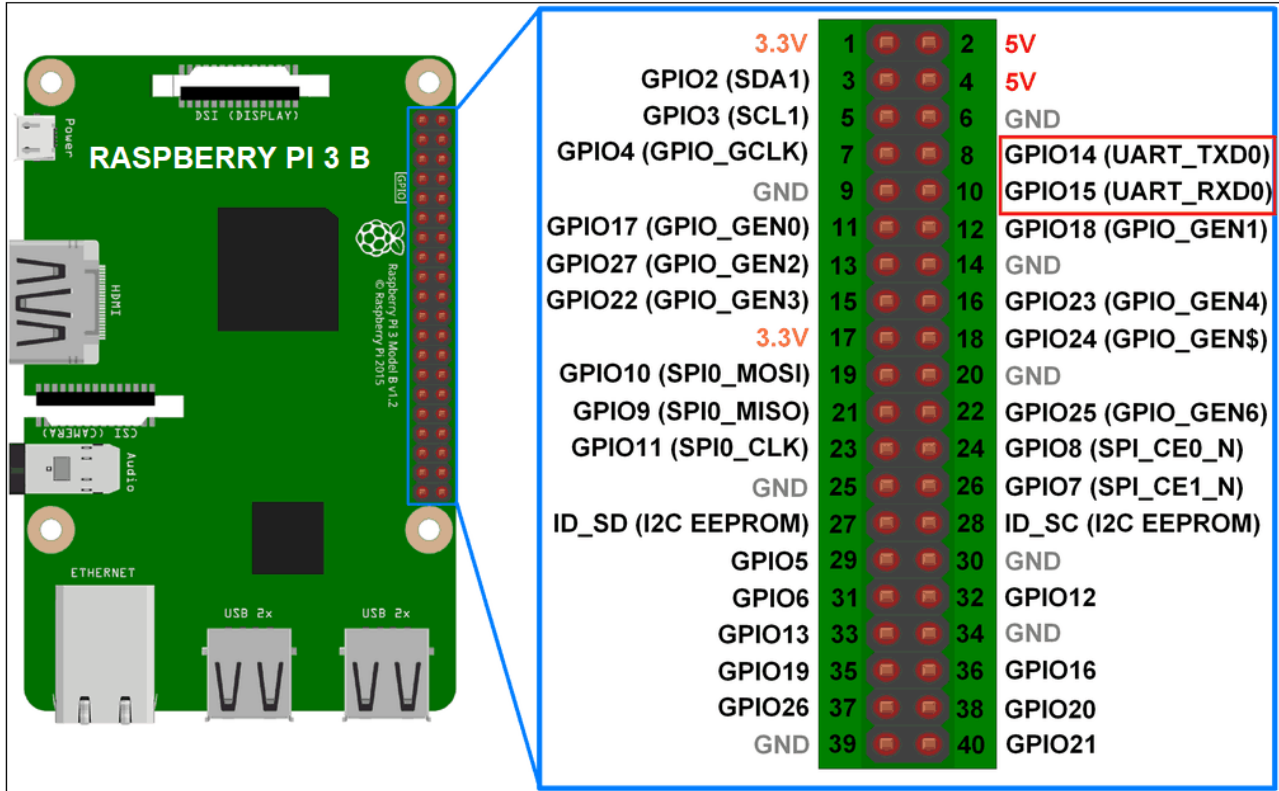 DSI (DISPLAY)
Power
RASPBERRY PI 3 B
GPIO
HDMI
Raspberry Pi 3 Model B v1.2
© Raspberry Pi 2015
CSI (CAMERA)
Audio
ETHERNET
USB 2x
USB 2x
3.3V 1 2 5V
GPIO2 (SDA1) 3 4 5V
GPIO3 (SCL1) 5 6 GND
GPIO4 (GPIO_GCLK) 7 8 GPIO14 (UART_TXD0)
GND 9 10 GPIO15 (UART_RXD0)
GPIO17 (GPIO_GEN0) 11 12 GPIO18 (GPIO_GEN1)
GPIO27 (GPIO_GEN2) 13 14 GND
GPIO22 (GPIO_GEN3) 15 16 GPIO23 (GPIO_GEN4)
3.3V 17 18 GPIO24 (GPIO_GEN$)
GPIO10 (SPI0_MOSI) 19 20 GND
GPIO9 (SPI0_MISO) 21 22 GPIO25 (GPIO_GEN6)
GPIO11 (SPI0_CLK) 23 24 GPIO8 (SPI_CE0_N)
GND 25 26 GPIO7 (SPI_CE1_N)
ID_SD (I2C EEPROM) 27 28 ID_SC (I2C EEPROM)
GPIO5 29 30 GND
GPIO6 31 32 GPIO12
GPIO13 33 34 GND
GPIO19 35 36 GPIO16
GPIO26 37 38 GPIO20
GND 39 40 GPIO21